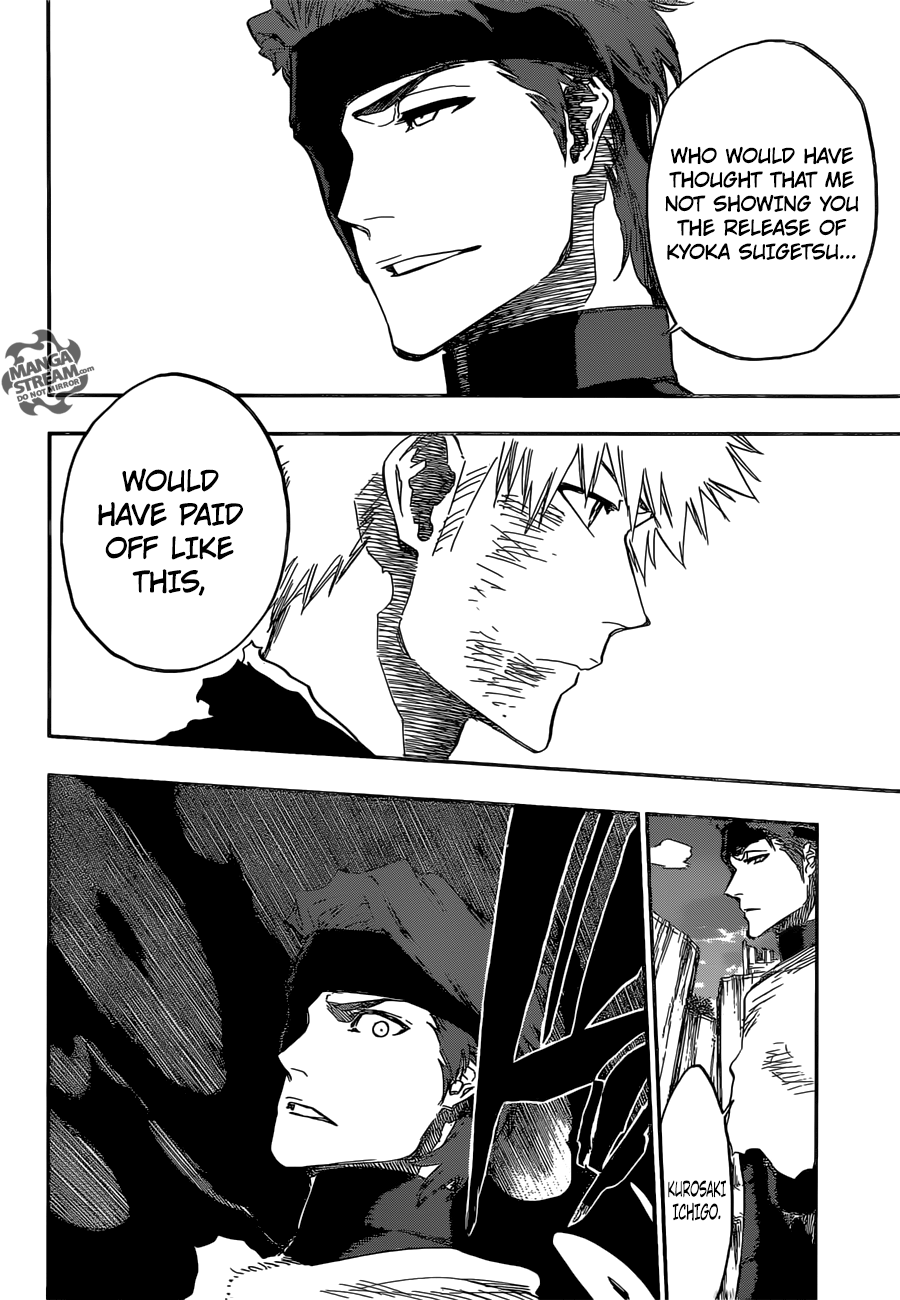 WHO WOULD HAVE
THOUGHT THAT ME
NOT SHOWING YOU
THE RELEASE OF
KYOKA SUIGETSU...
MANGA
STREAM.com
DO NOT MIRROR
WOULD
HAVE PAID
OFF LIKE
THIS,
KUROSAKI
ICHIGO.